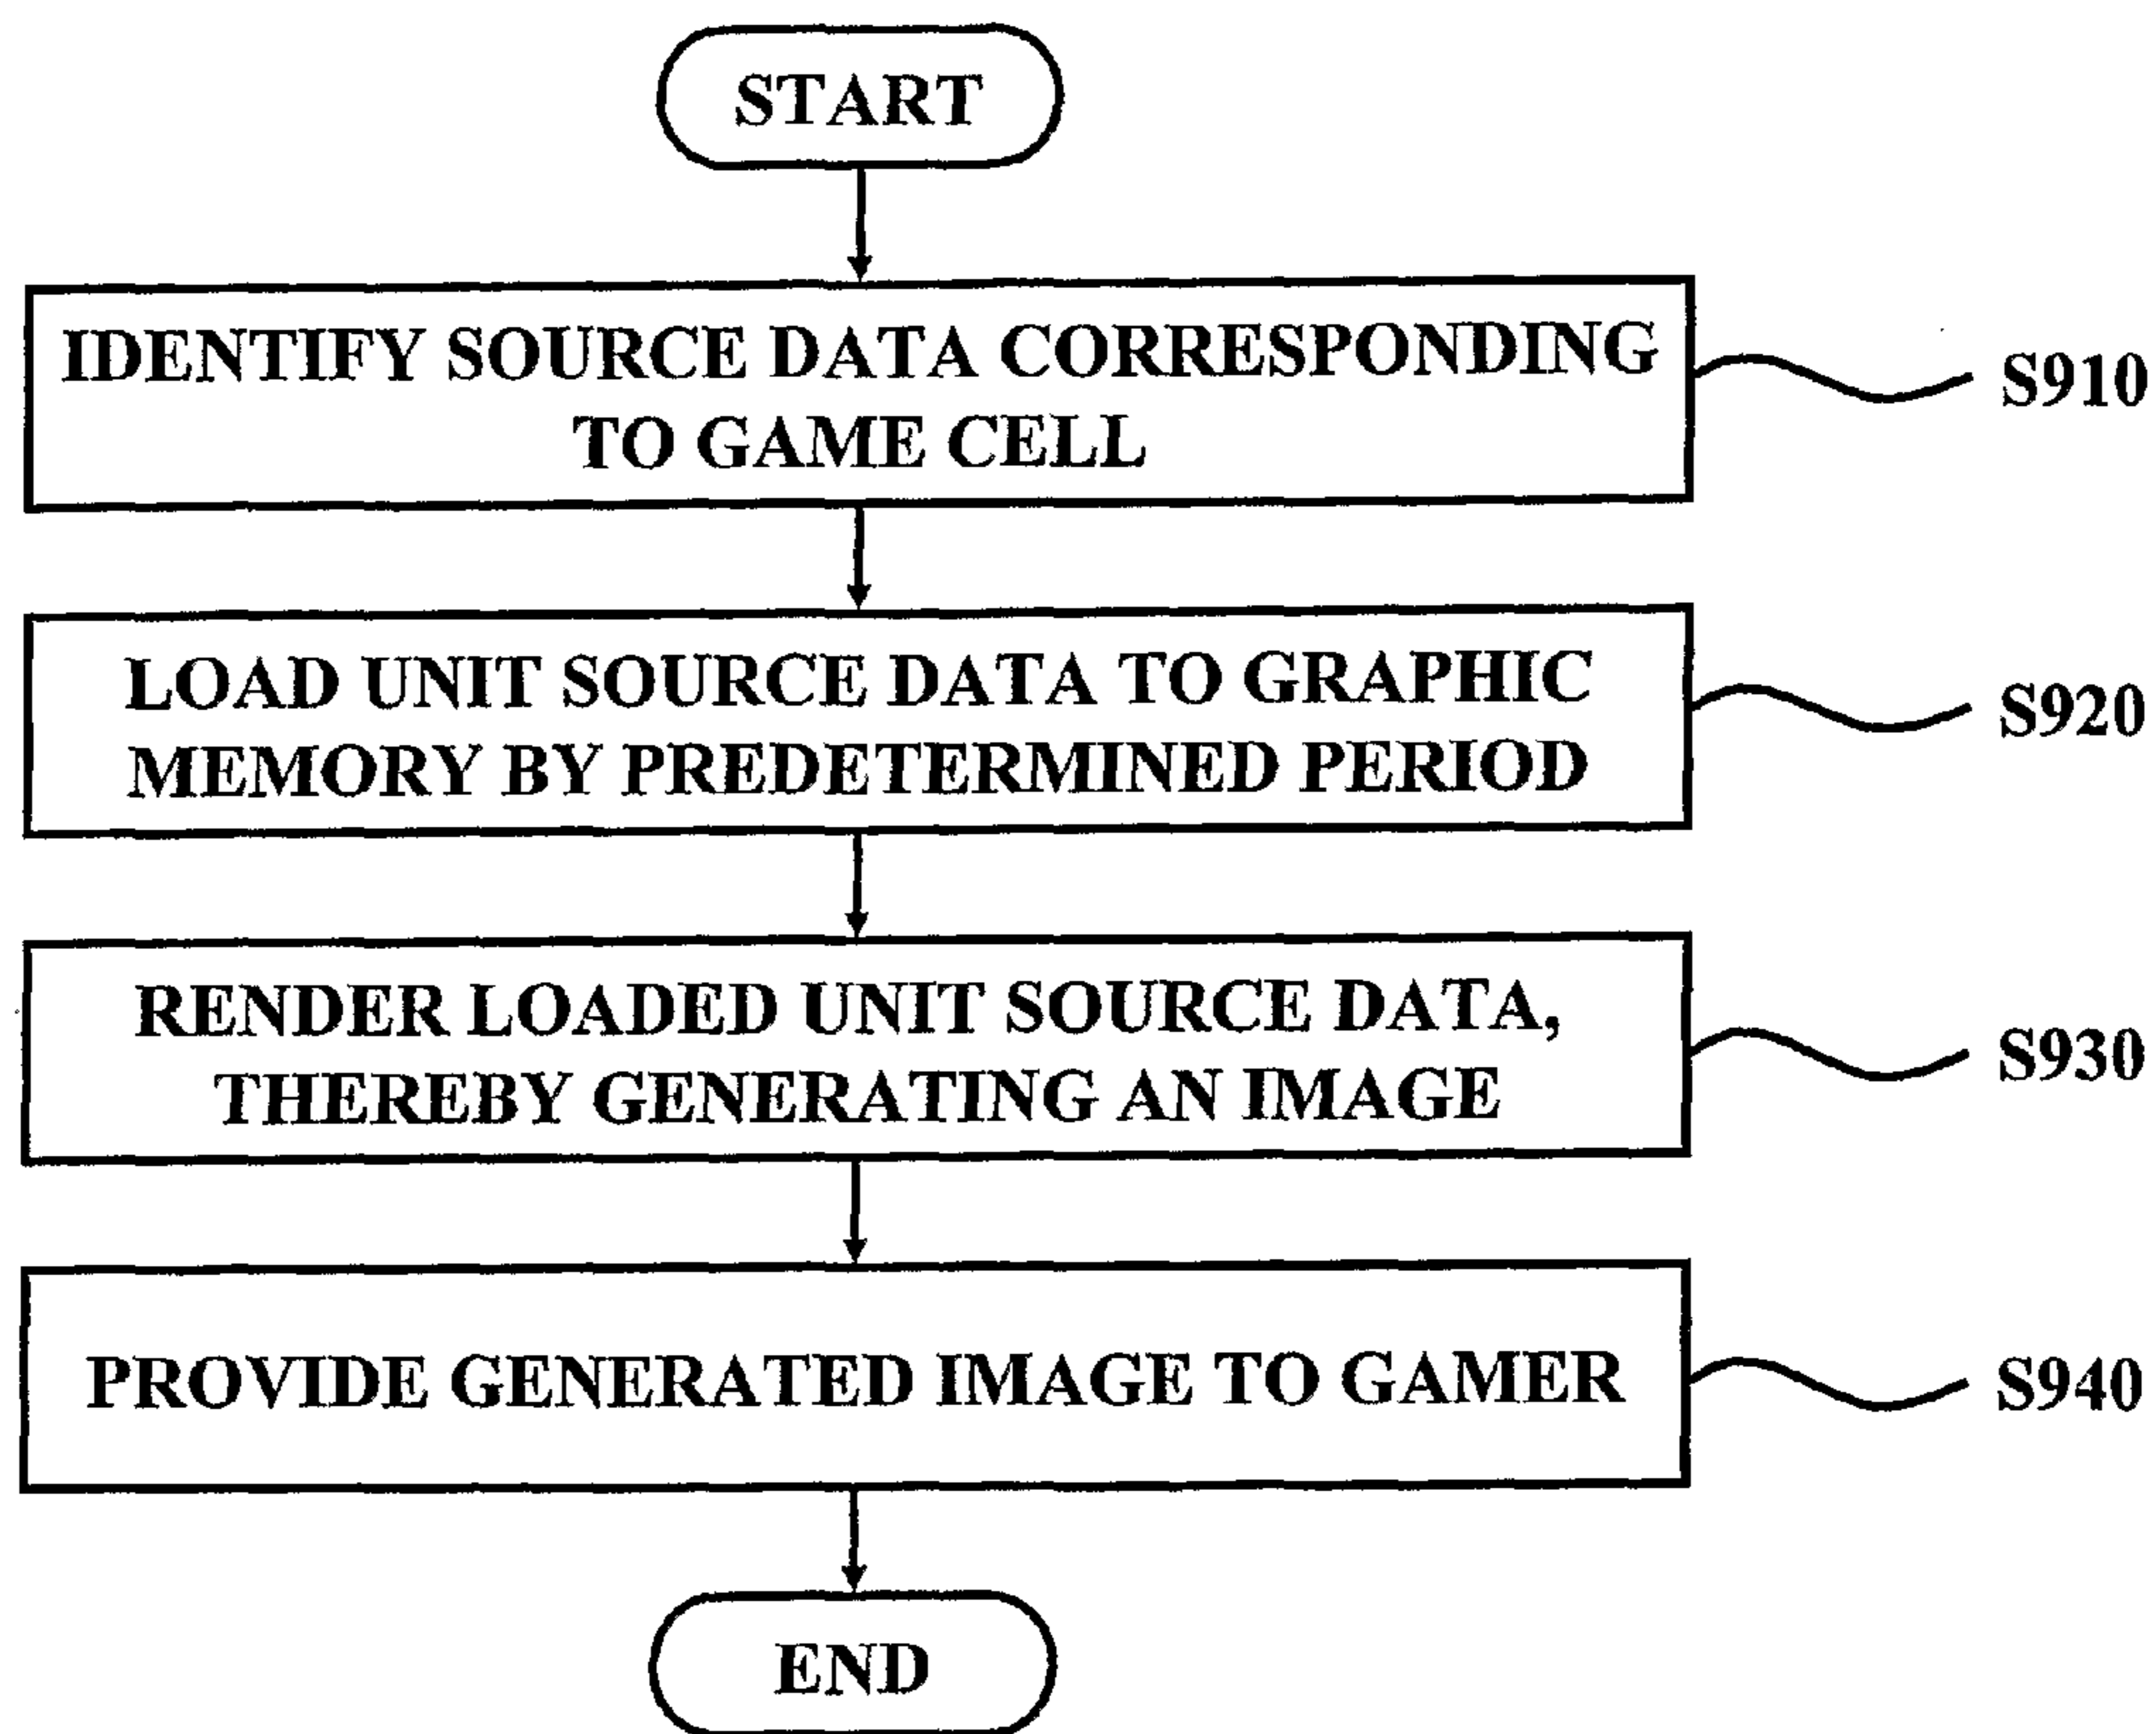 START
IDENTIFY SOURCE DATA CORRESPONDING
TO GAME CELL
S910
LOAD UNIT SOURCE DATA TO GRAPHIC
MEMORY BY PREDETERMINED PERIOD
S920
RENDER LOADED UNIT SOURCE DATA,
THEREBY GENERATING AN IMAGE
S930
PROVIDE GENERATED IMAGE TO GAMER
S940
END